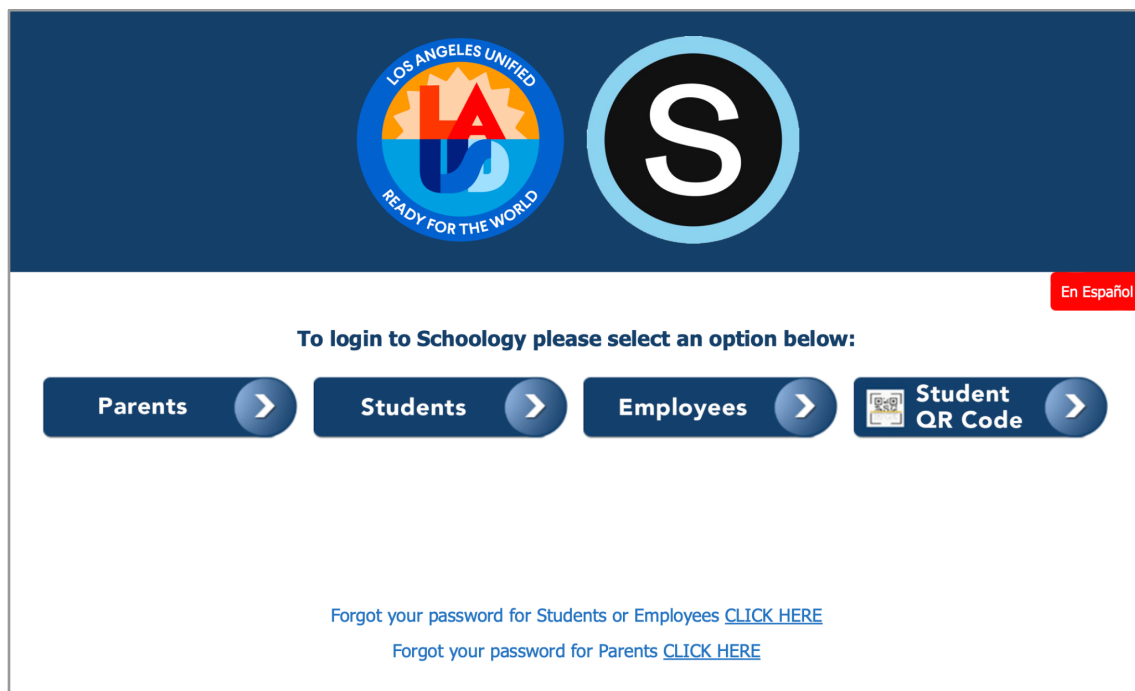 LOS ANGELES UNIFIED
LAUSD
READY FOR THE WORLD
S
En Español
To login to Schoology please select an option below:
Parents
Students
Employees
Student
QR Code
Forgot your password for Students or Employees CLICK HERE
Forgot your password for Parents CLICK HERE